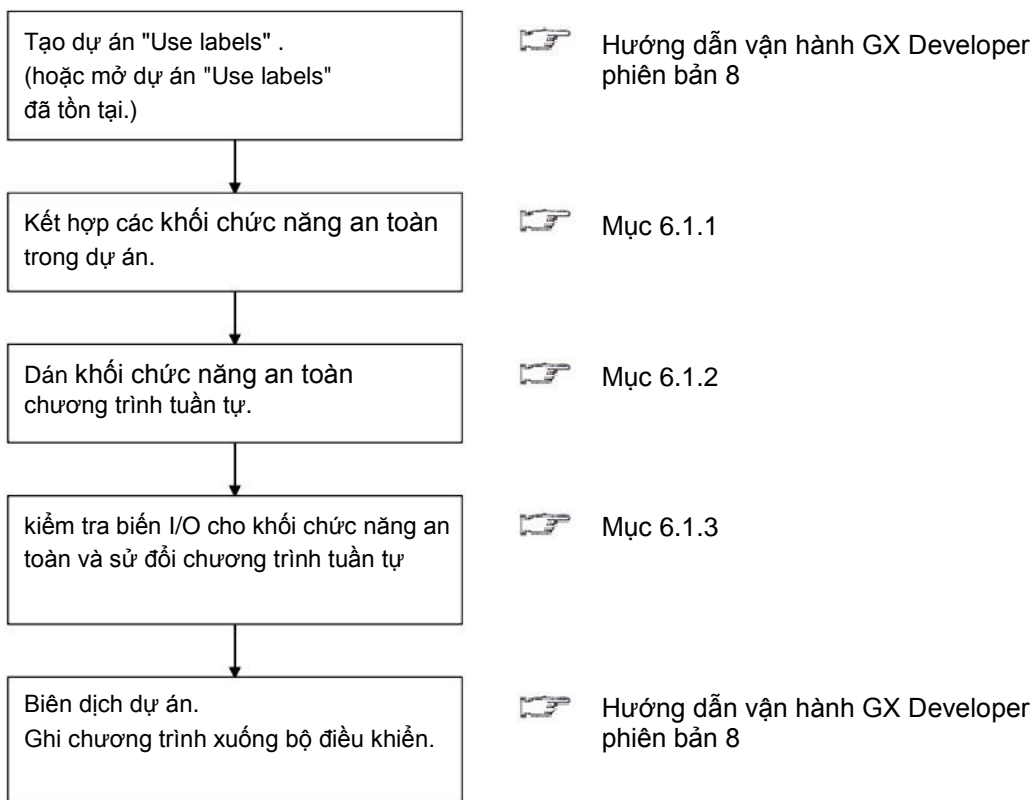 Tạo dự án "Use labels" .
(hoặc mở dự án "Use labels"
đã tồn tại.)
Hướng dẫn vận hành GX Developer
phiên bản 8
Kết hợp các khối chức năng an toàn
trong dự án.
Mục 6.1.1
Dán khối chức năng an toàn
chương trình tuần tự.
Mục 6.1.2
kiểm tra biến I/O cho khối chức năng an
toàn và sử đổi chương trình tuần tự
Mục 6.1.3
Biên dịch dự án.
Ghi chương trình xuống bộ điều khiển.
Hướng dẫn vận hành GX Developer
phiên bản 8